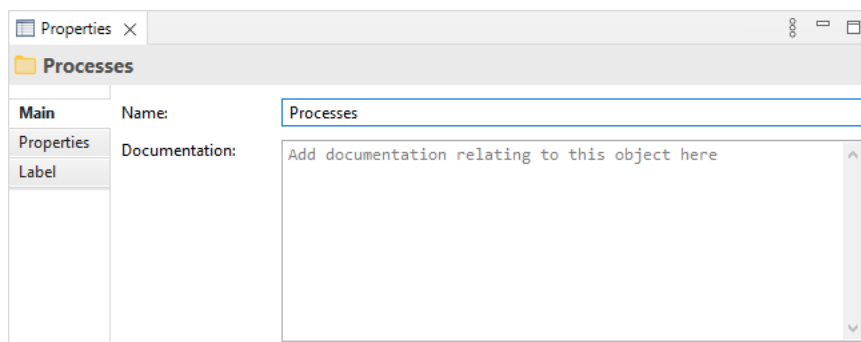 Properties
Processes
Main
Name:
Processes
Properties
Documentation:
Add documentation relating to this object here
Label